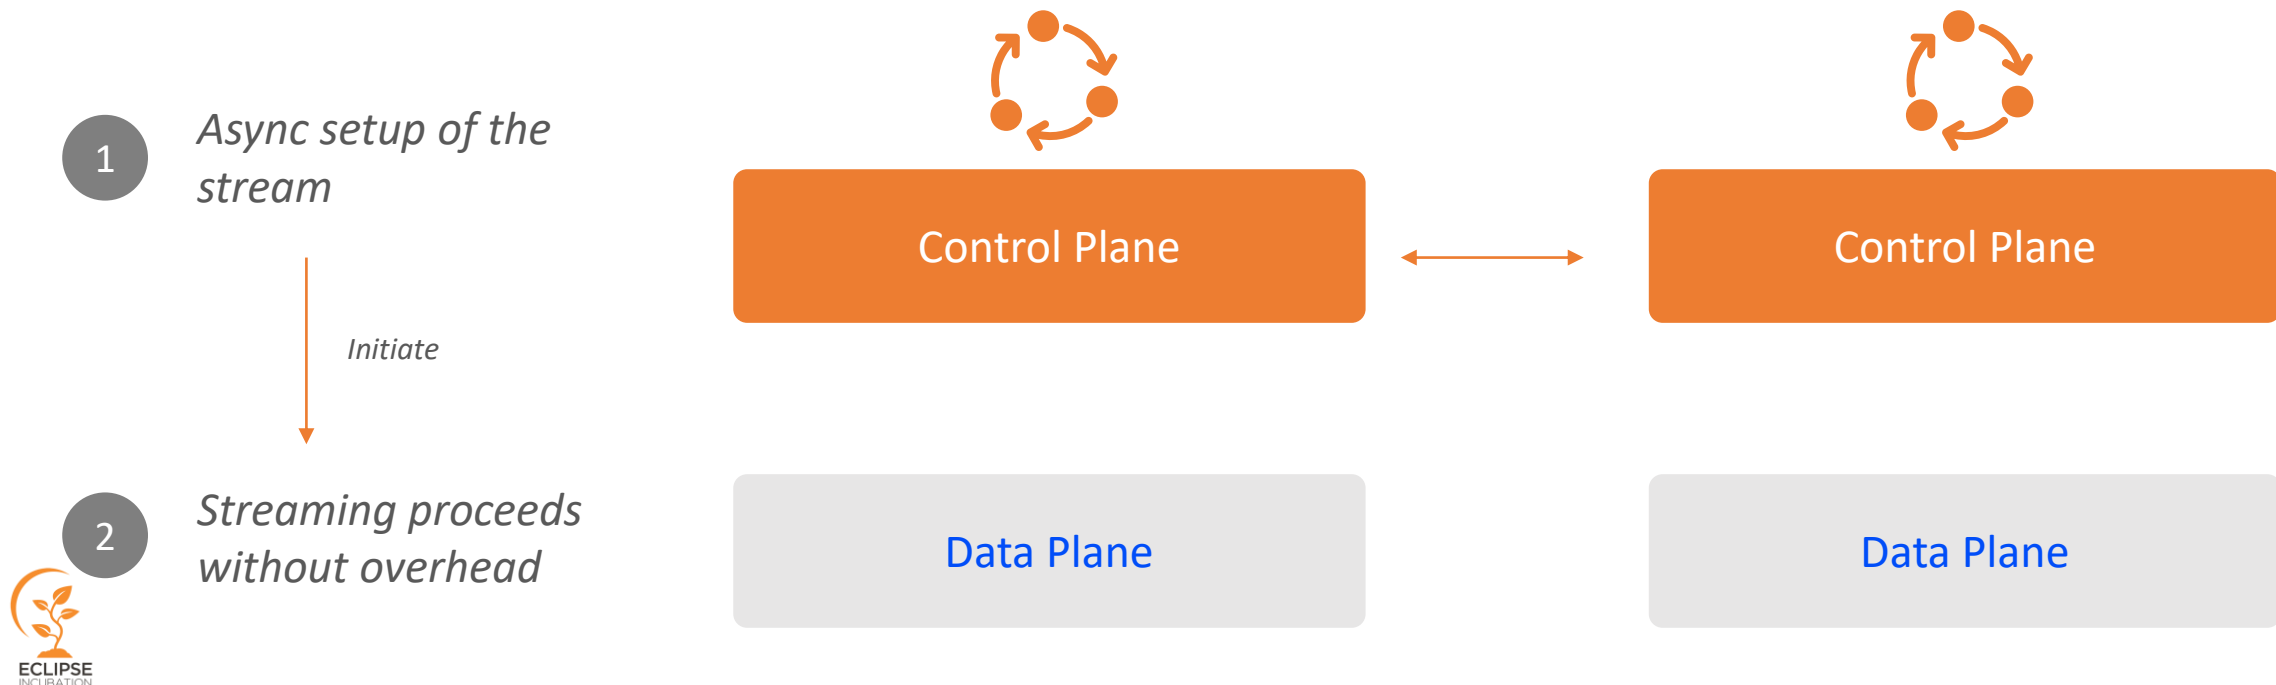 1
Async setup of the
stream
Control Plane
Control Plane
Initiate
2
Streaming proceeds
without overhead
Data Plane
Data Plane
ECLIPSE
INCUBATION